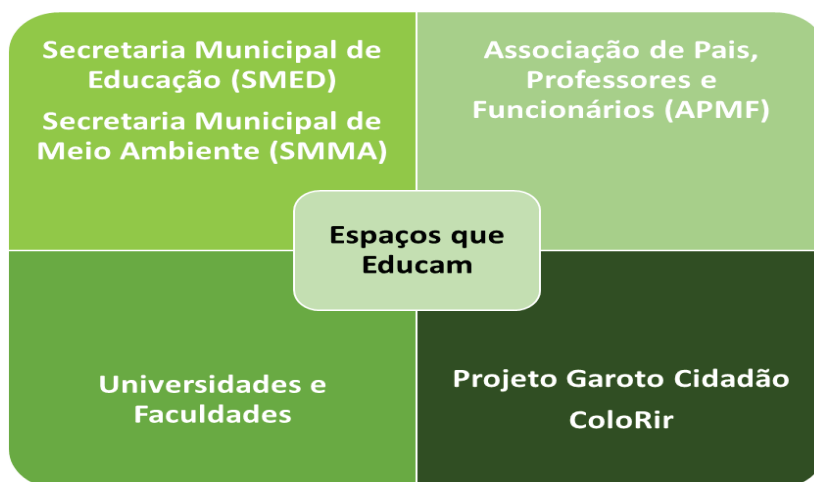 Secretaria Municipal de
Educação (SMED)
Secretaria Municipal de
Meio Ambiente (SMMA)
Associação de Pais,
Professores e
Funcionários (APMF)
Espaços que
Educam
Universidades e
Faculdades
Projeto Garoto Cidadão
ColoRir